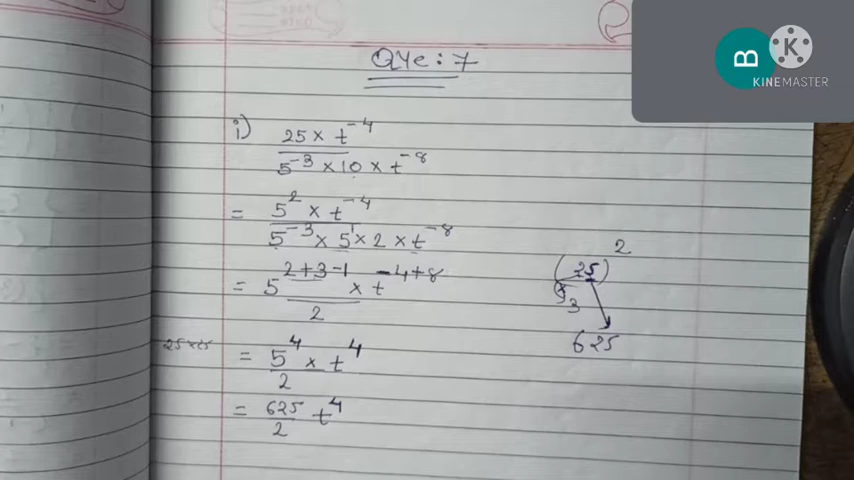 Que: 7
B K
KINEMASTER
i) 25 × t⁻⁴
5⁻³ × 10 × t⁻⁸
= 5² × t⁻⁴
5⁻³ × 5¹ × 2 × t⁻⁸
= 5²⁺³⁻¹ × t⁻⁴⁺⁸
2
(25)²
3
625
25×25
= 5⁴ × t⁴
2
= 625 t⁴
2